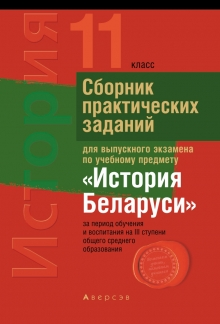 История
11
класс
Сборник
практических
заданий
для выпускного экзамена
по учебному предмету
«История
Беларуси»
за период обучения
и воспитания на III ступени
общего среднего
образования
Аверсэв